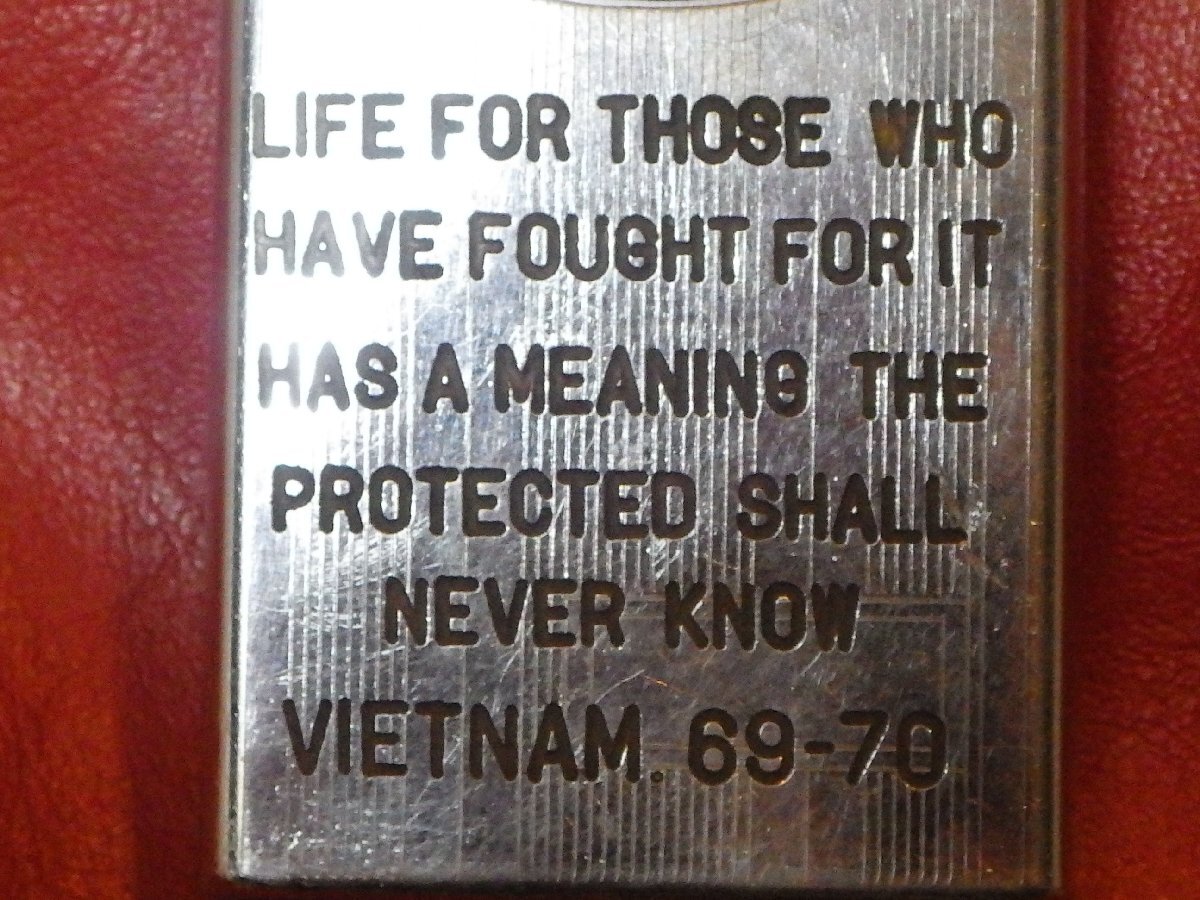 LIFE FOR THOSE WHO
HAVE FOUGHT FOR IT
HAS A MEANING THE
PROTECTED SHALL
NEVER KNOW
VIETNAM. 69-70